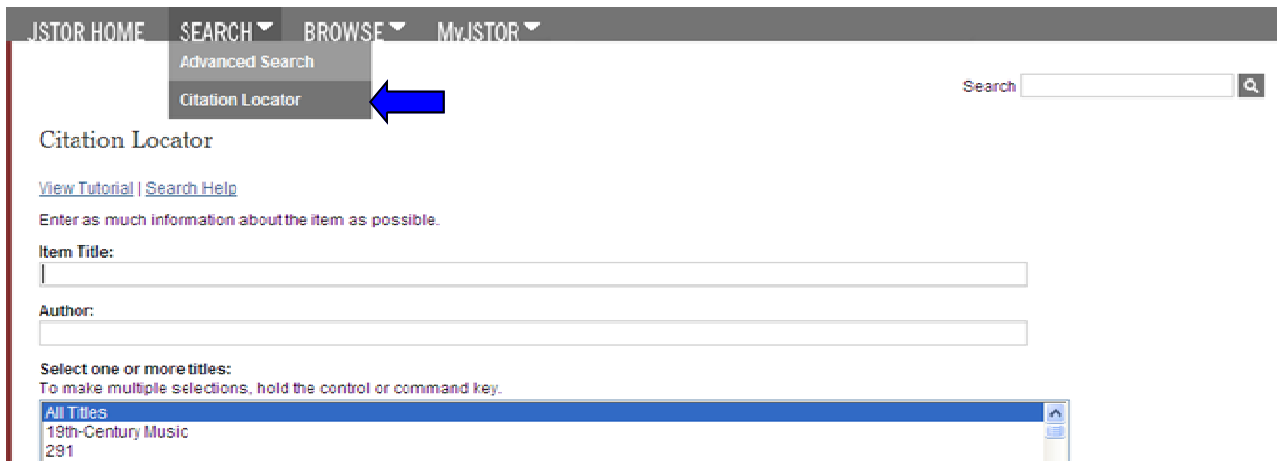 JSTOR HOME SEARCH BROWSE MyJSTOR
Advanced Search
Citation Locator
Search
Citation Locator
View Tutorial | Search Help
Enter as much information about the item as possible.
Item Title:
Author:
Select one or more titles:
To make multiple selections, hold the control or command key.
All Titles
19th-Century Music
291